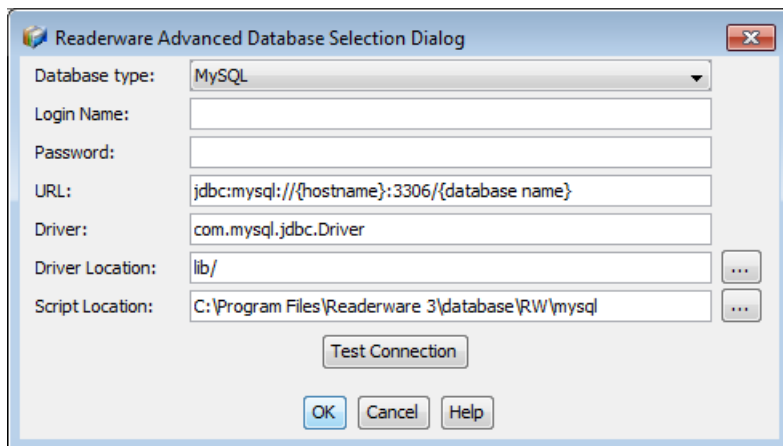 Readerware Advanced Database Selection Dialog
Database type: MySQL
Login Name:
Password:
URL: jdbc:mysql://{hostname}:3306/{database name}
Driver: com.mysql.jdbc.Driver
Driver Location: lib/ ...
Script Location: C:\Program Files\Readerware 3\database\RW\mysql ...
Test Connection
OK Cancel Help